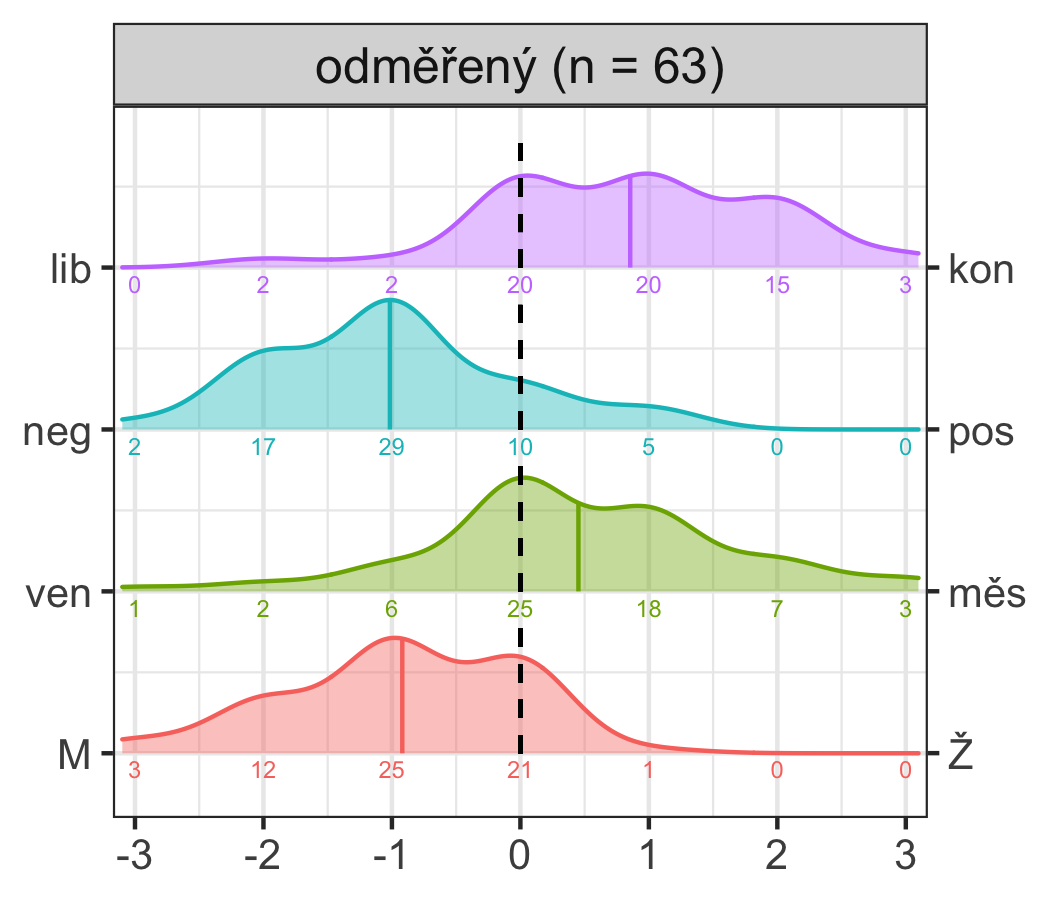 odměřený (n = 63)
lib kon
0 2 2 20 20 15 3
neg pos
2 17 29 10 5 0 0
ven měs
1 2 6 25 18 7 3
M Ž
3 12 25 21 1 0 0
-3 -2 -1 0 1 2 3